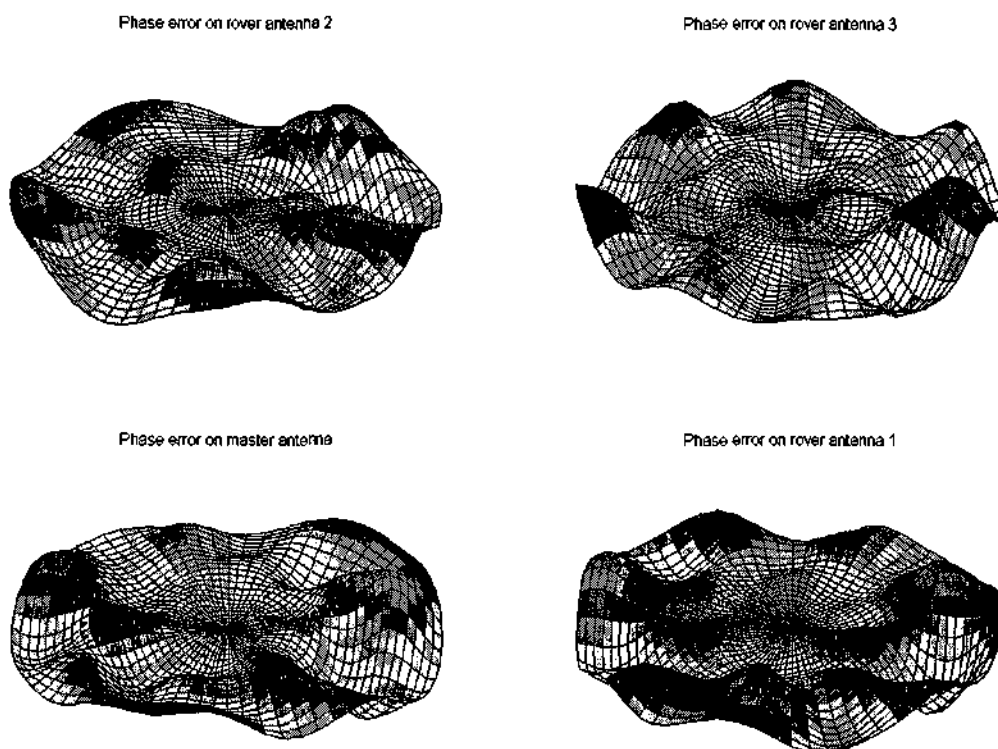 Phase error on rover antenna 2
Phase error on rover antenna 3
Phase error on master antenna
Phase error on rover antenna 1